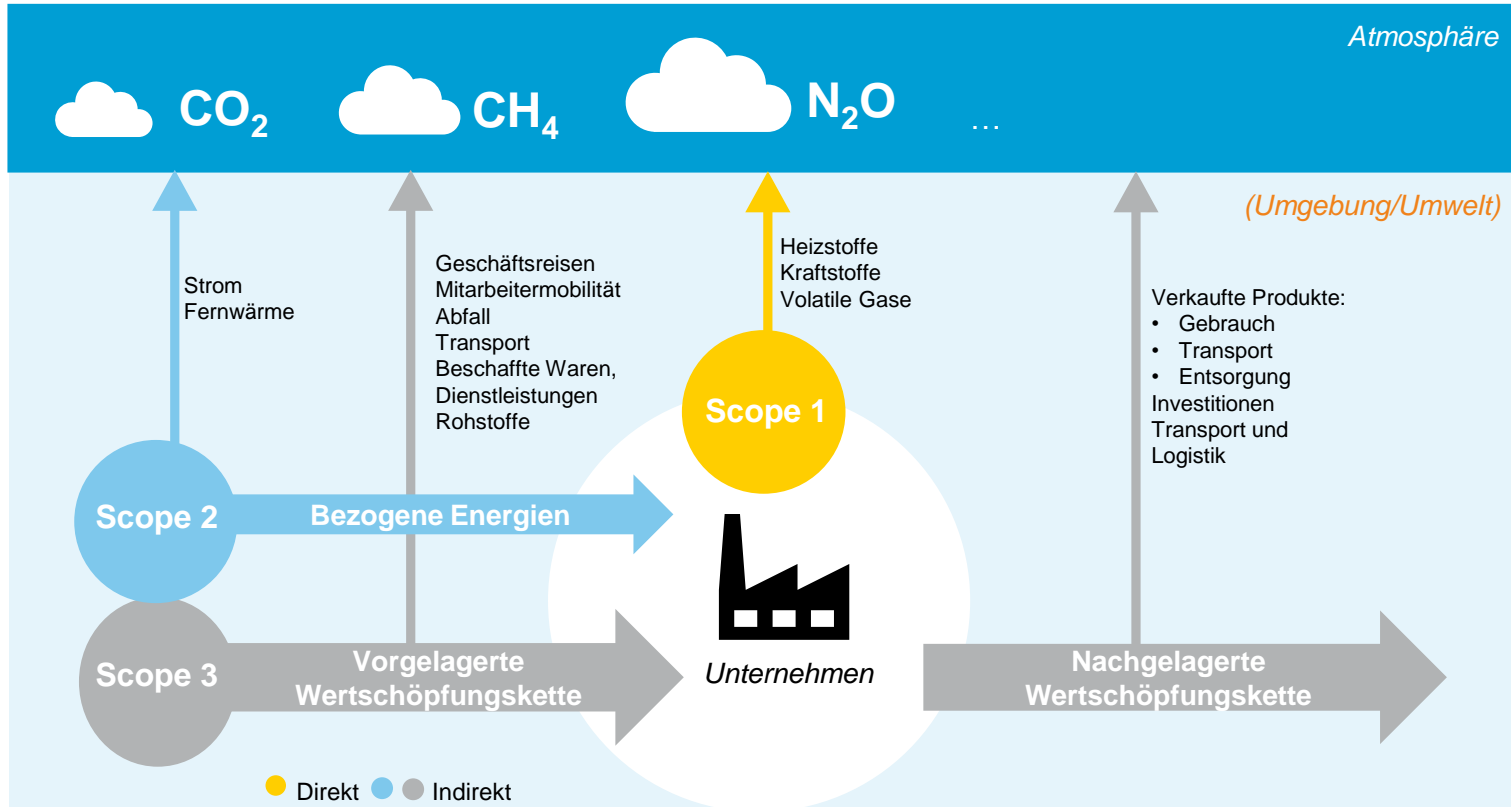 Atmosphäre
CO₂
CH₄
N₂O
...
(Umgebung/Umwelt)
Strom
Fernwärme
Geschäftsreisen
Mitarbeitermobilität
Abfall
Transport
Beschaffte Waren,
Dienstleistungen
Rohstoffe
Heizstoffe
Kraftstoffe
Volatile Gase
Verkaufte Produkte:
• Gebrauch
• Transport
• Entsorgung
Investitionen
Transport und
Logistik
Scope 1
Scope 2
Bezogene Energien
Scope 3
Vorgelagerte
Wertschöpfungskette
Unternehmen
Nachgelagerte
Wertschöpfungskette
Direkt
Indirekt